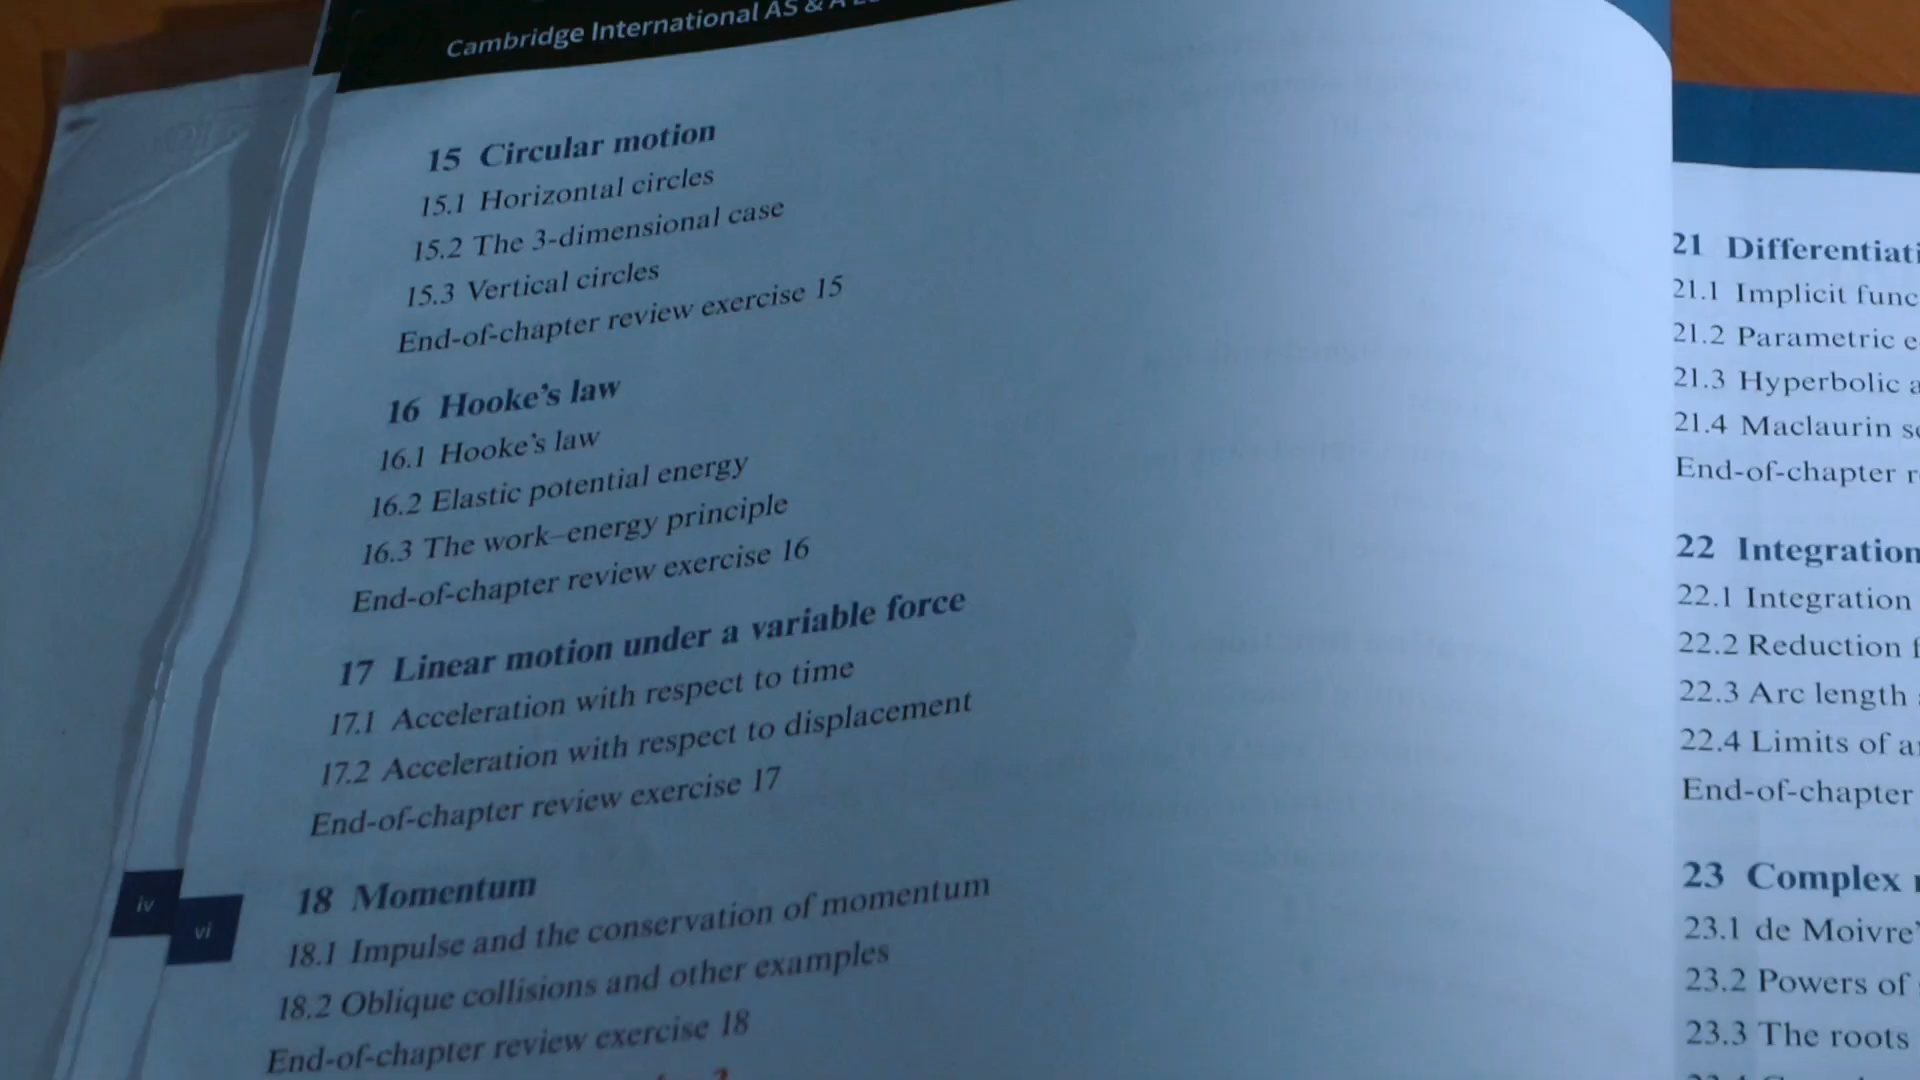 Cambridge International AS & A
15 Circular motion
15.1 Horizontal circles
15.2 The 3-dimensional case
15.3 Vertical circles
End-of-chapter review exercise 15
16 Hooke's law
16.1 Hooke's law
16.2 Elastic potential energy
16.3 The work–energy principle
End-of-chapter review exercise 16
17 Linear motion under a variable force
17.1 Acceleration with respect to time
17.2 Acceleration with respect to displacement
End-of-chapter review exercise 17
18 Momentum
18.1 Impulse and the conservation of momentum
18.2 Oblique collisions and other examples
End-of-chapter review exercise 18
iv
vi
21 Differentiati
21.1 Implicit func
21.2 Parametric e
21.3 Hyperbolic a
21.4 Maclaurin se
End-of-chapter r
22 Integration
22.1 Integration
22.2 Reduction f
22.3 Arc length
22.4 Limits of a
End-of-chapter
23 Complex
23.1 de Moivre'
23.2 Powers of
23.3 The roots